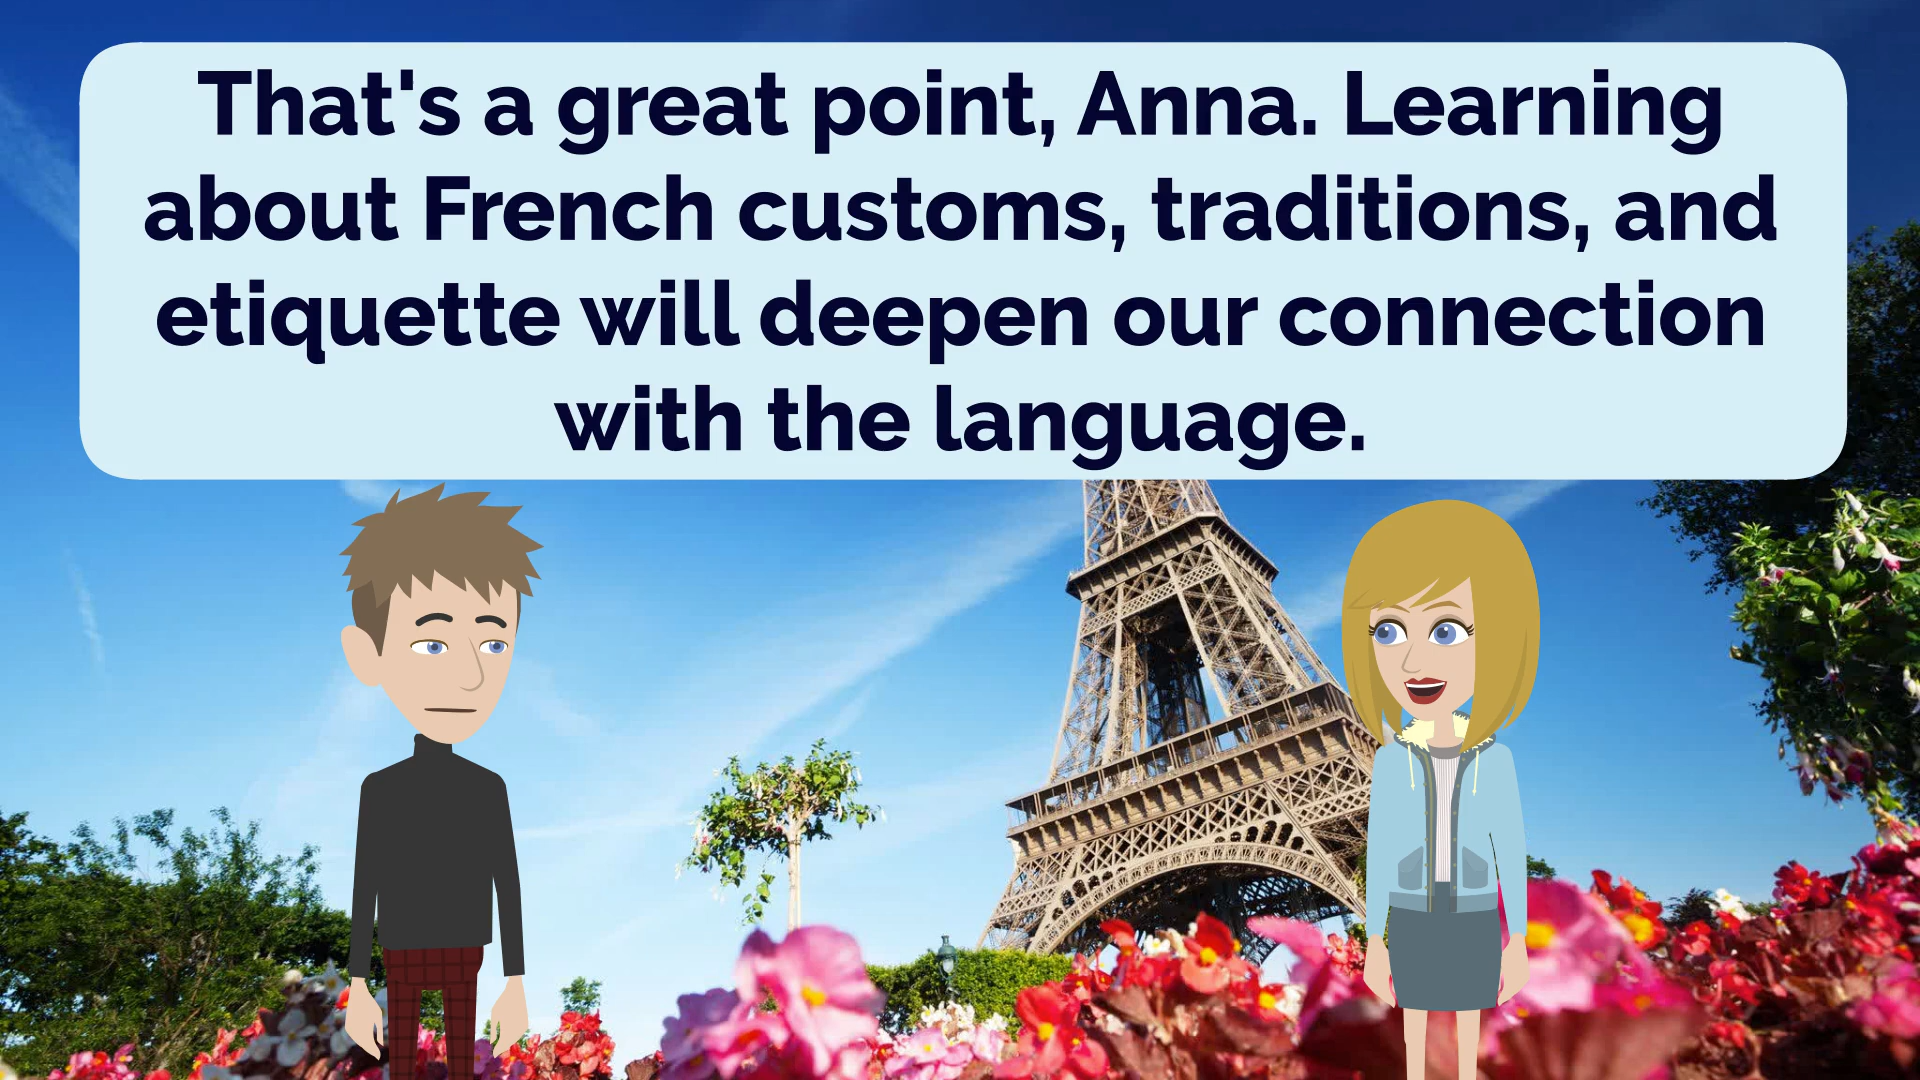 That's a great point, Anna. Learning
about French customs, traditions, and
etiquette will deepen our connection
with the language.